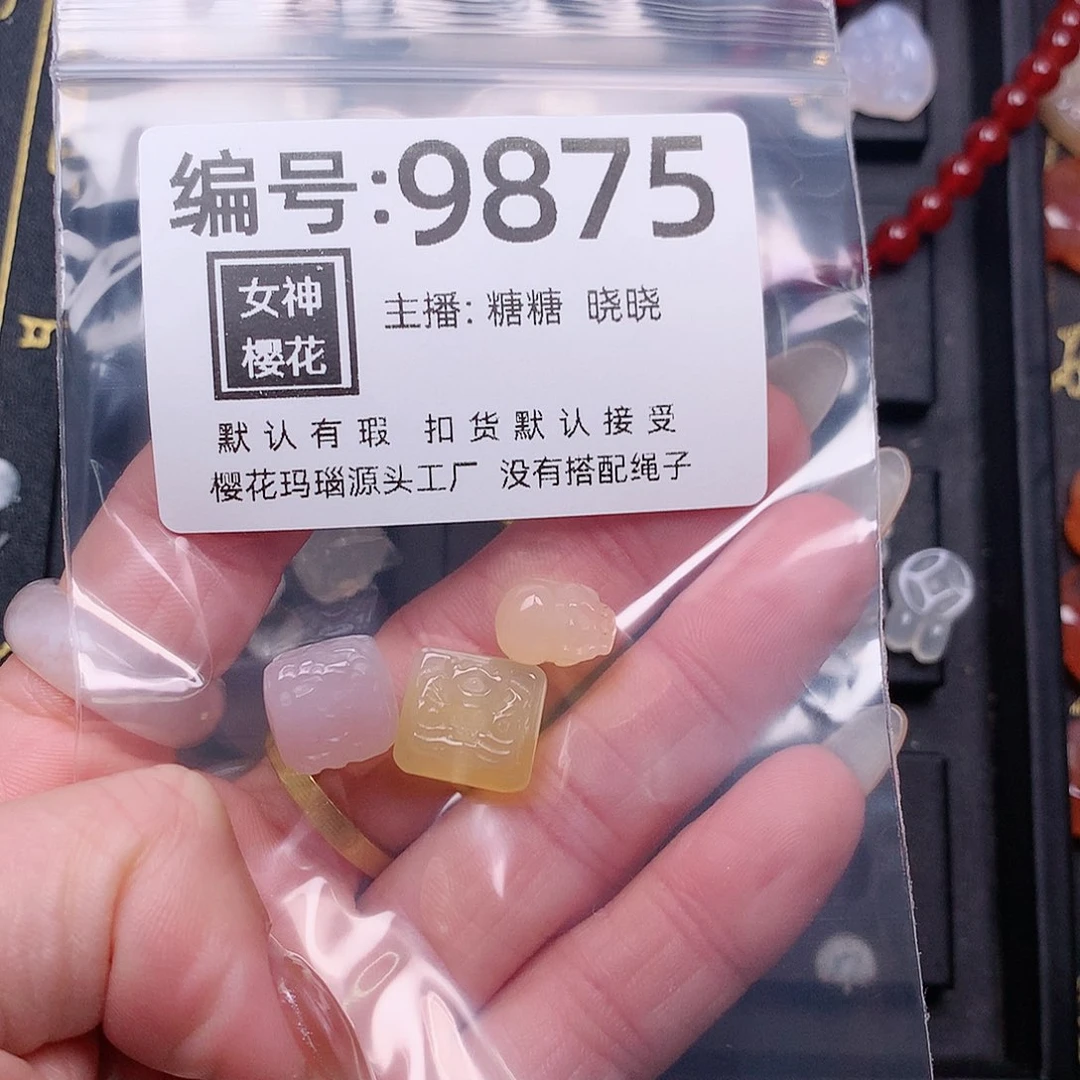 编号:9875
女神
樱花
主播: 糖糖 晓晓
默认有瑕 扣货默认接受
樱花玛瑙源头工厂 没有搭配绳子